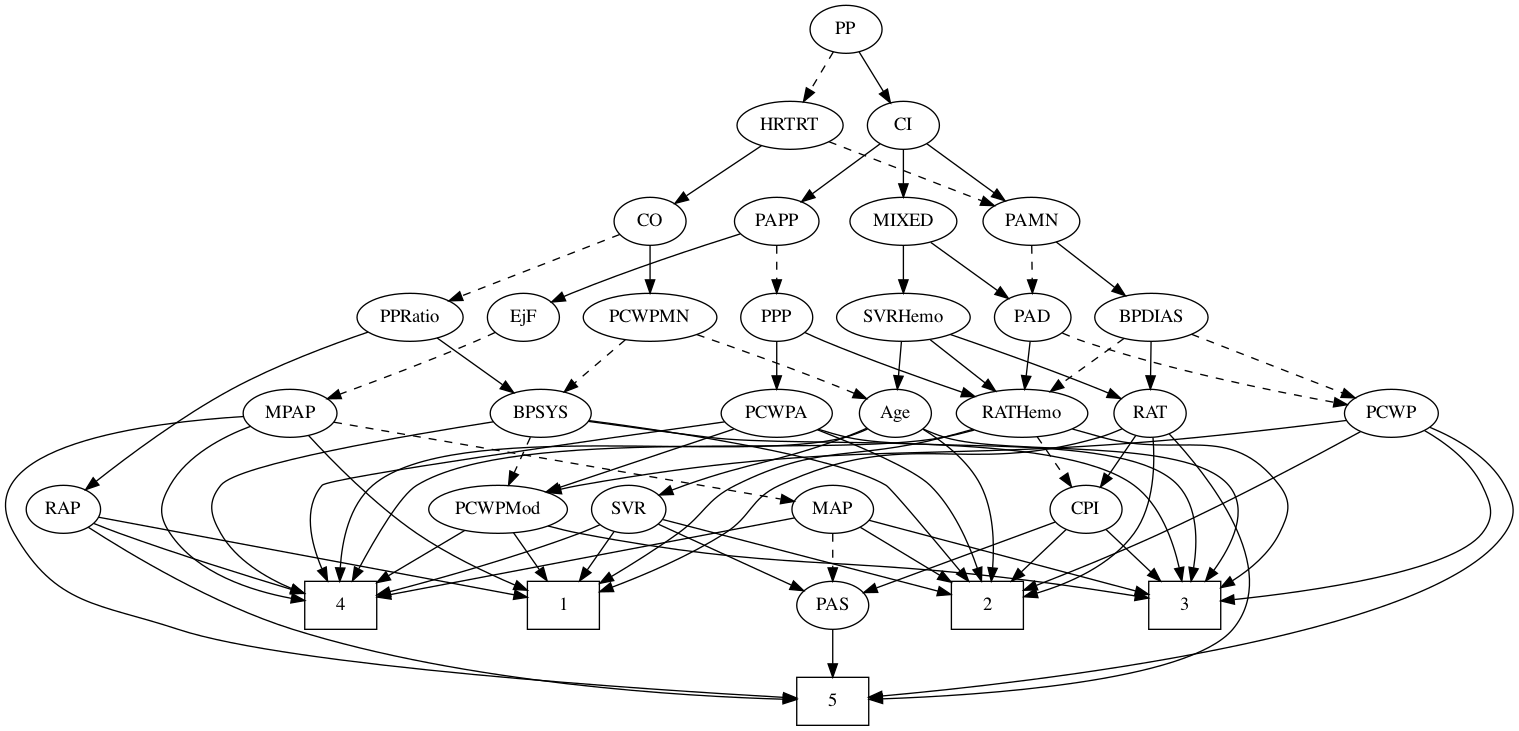 PP
HRTRT
CI
CO
PAPP
MIXED
PAMN
PPRatio
EjF
PCWPMN
PPP
SVRHemo
PAD
BPDIAS
MPAP
BPSYS
PCWPA
Age
RATHemo
RAT
PCWP
RAP
PCWPMod
SVR
MAP
CPI
4
1
PAS
2
3
5